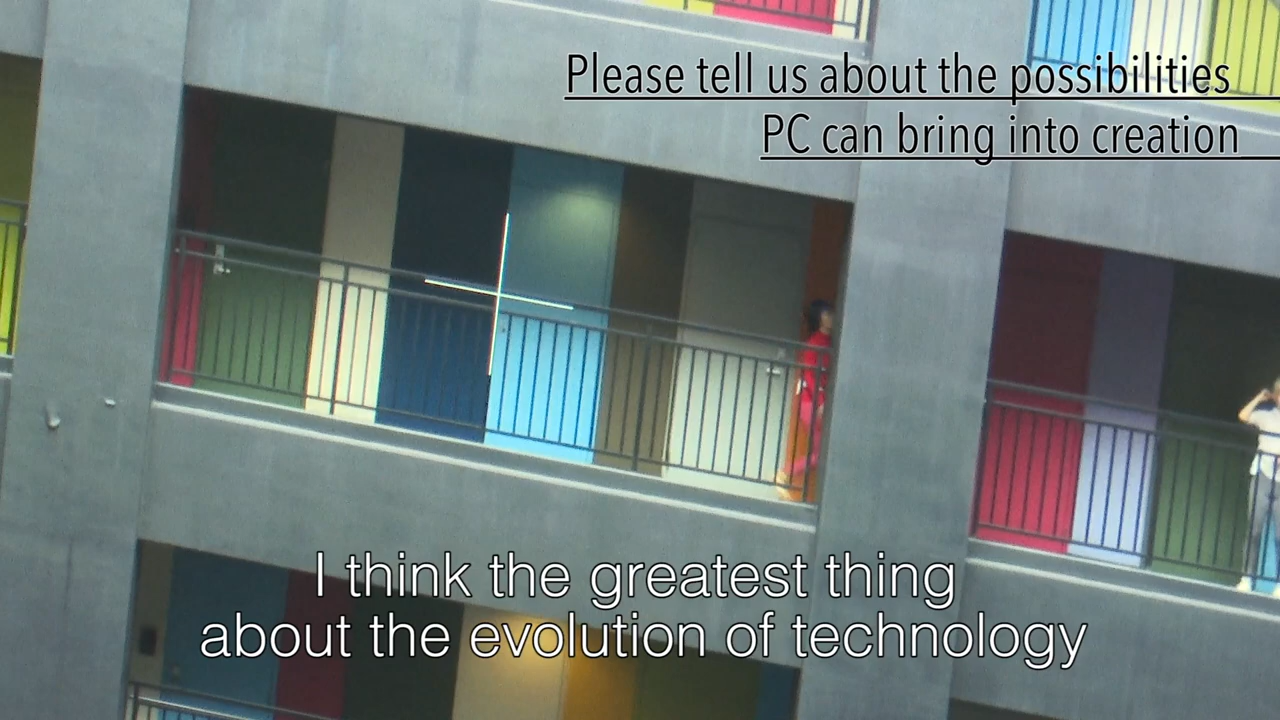 Please tell us about the possibilities
PC can bring into creation
I think the greatest thing
about the evolution of technology